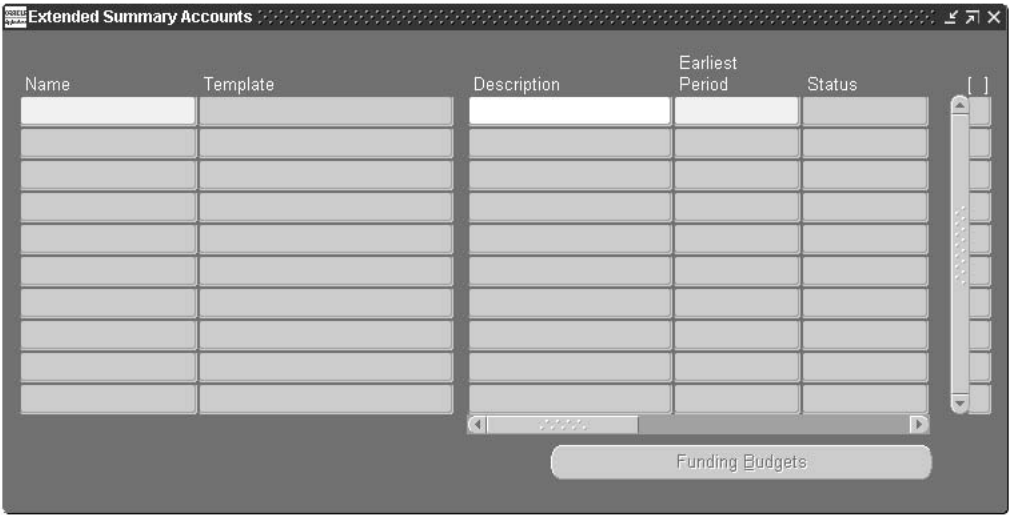 Extended Summary Accounts
Name Template Description Earliest Period Status [ ]
Funding Budgets